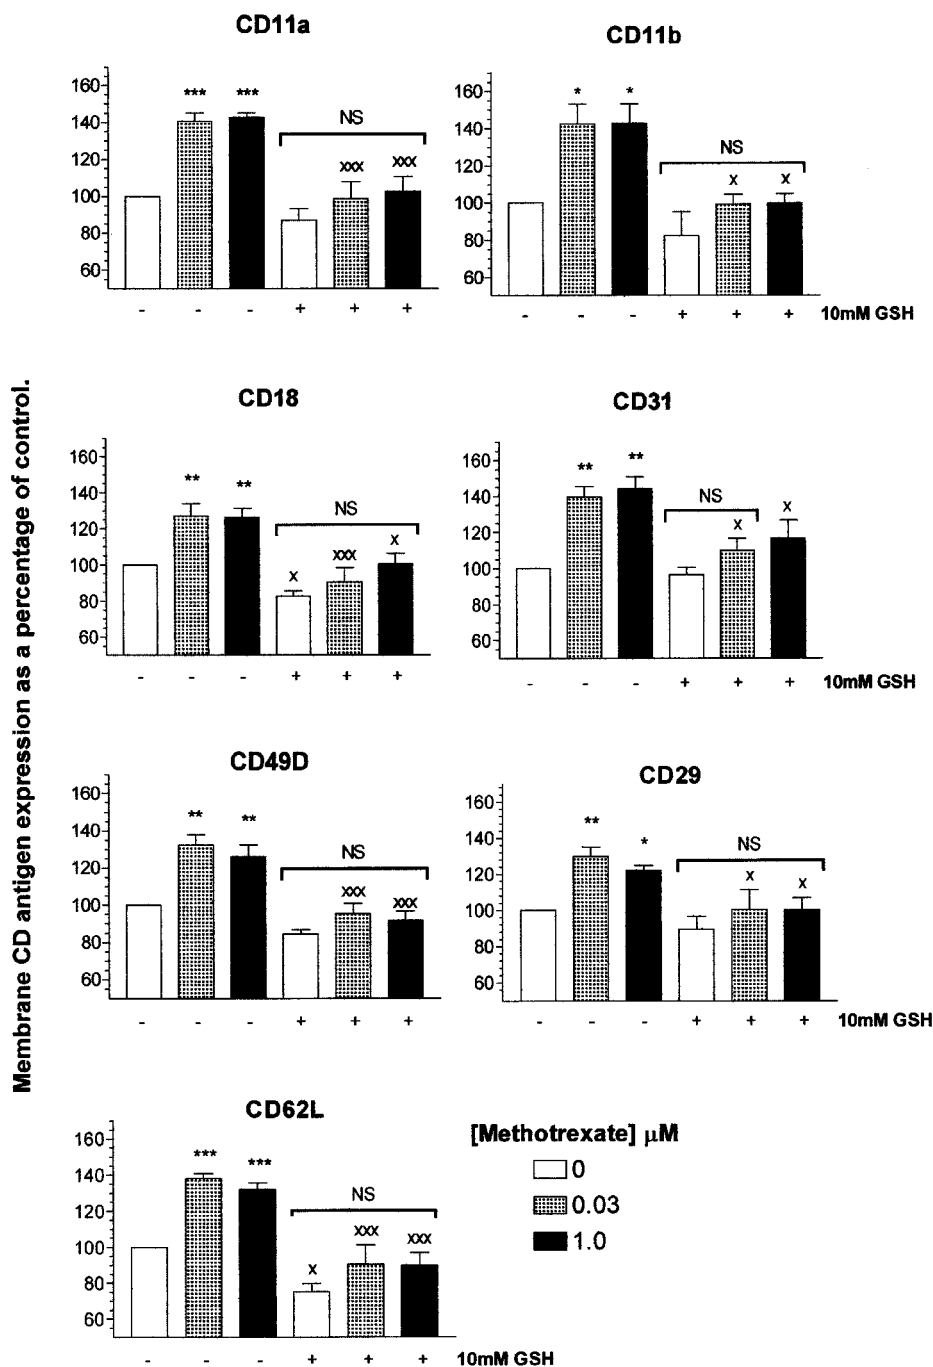 CD11a
CD11b
160
140
120
100
80
60
*** ***
NS
XXX XXX
- - - + + +
160
140
120
100
80
60
* *
NS
X X
- - - + + + 10mM GSH
Membrane CD antigen expression as a percentage of control.
CD18
CD31
160
140
120
100
80
60
** **
NS
X XXX X
- - - + + +
160
140
120
100
80
60
** **
NS
X X
- - - + + + 10mM GSH
CD49D
CD29
160
140
120
100
80
60
** **
NS
XXX XXX
- - - + + +
160
140
120
100
80
60
** *
NS
X X
- - - + + + 10mM GSH
CD62L
160
140
120
100
80
60
*** ***
NS
X XXX XXX
- - - + + + 10mM GSH
[Methotrexate] μM
0
0.03
1.0